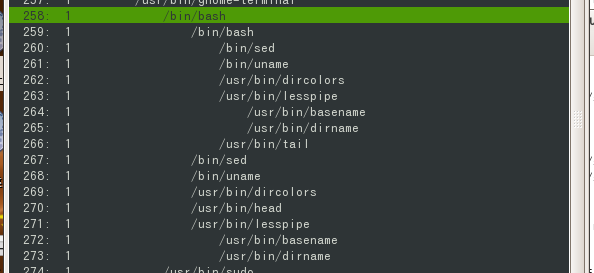 257: 1 /usr/bin/gnome-terminal
258: 1 /bin/bash
259: 1 /bin/bash
260: 1 /bin/sed
261: 1 /bin/uname
262: 1 /usr/bin/dircolors
263: 1 /usr/bin/lesspipe
264: 1 /usr/bin/basename
265: 1 /usr/bin/dirname
266: 1 /usr/bin/tail
267: 1 /bin/sed
268: 1 /bin/uname
269: 1 /usr/bin/dircolors
270: 1 /usr/bin/head
271: 1 /usr/bin/lesspipe
272: 1 /usr/bin/basename
273: 1 /usr/bin/dirname
274: 1 /usr/bin/sudo